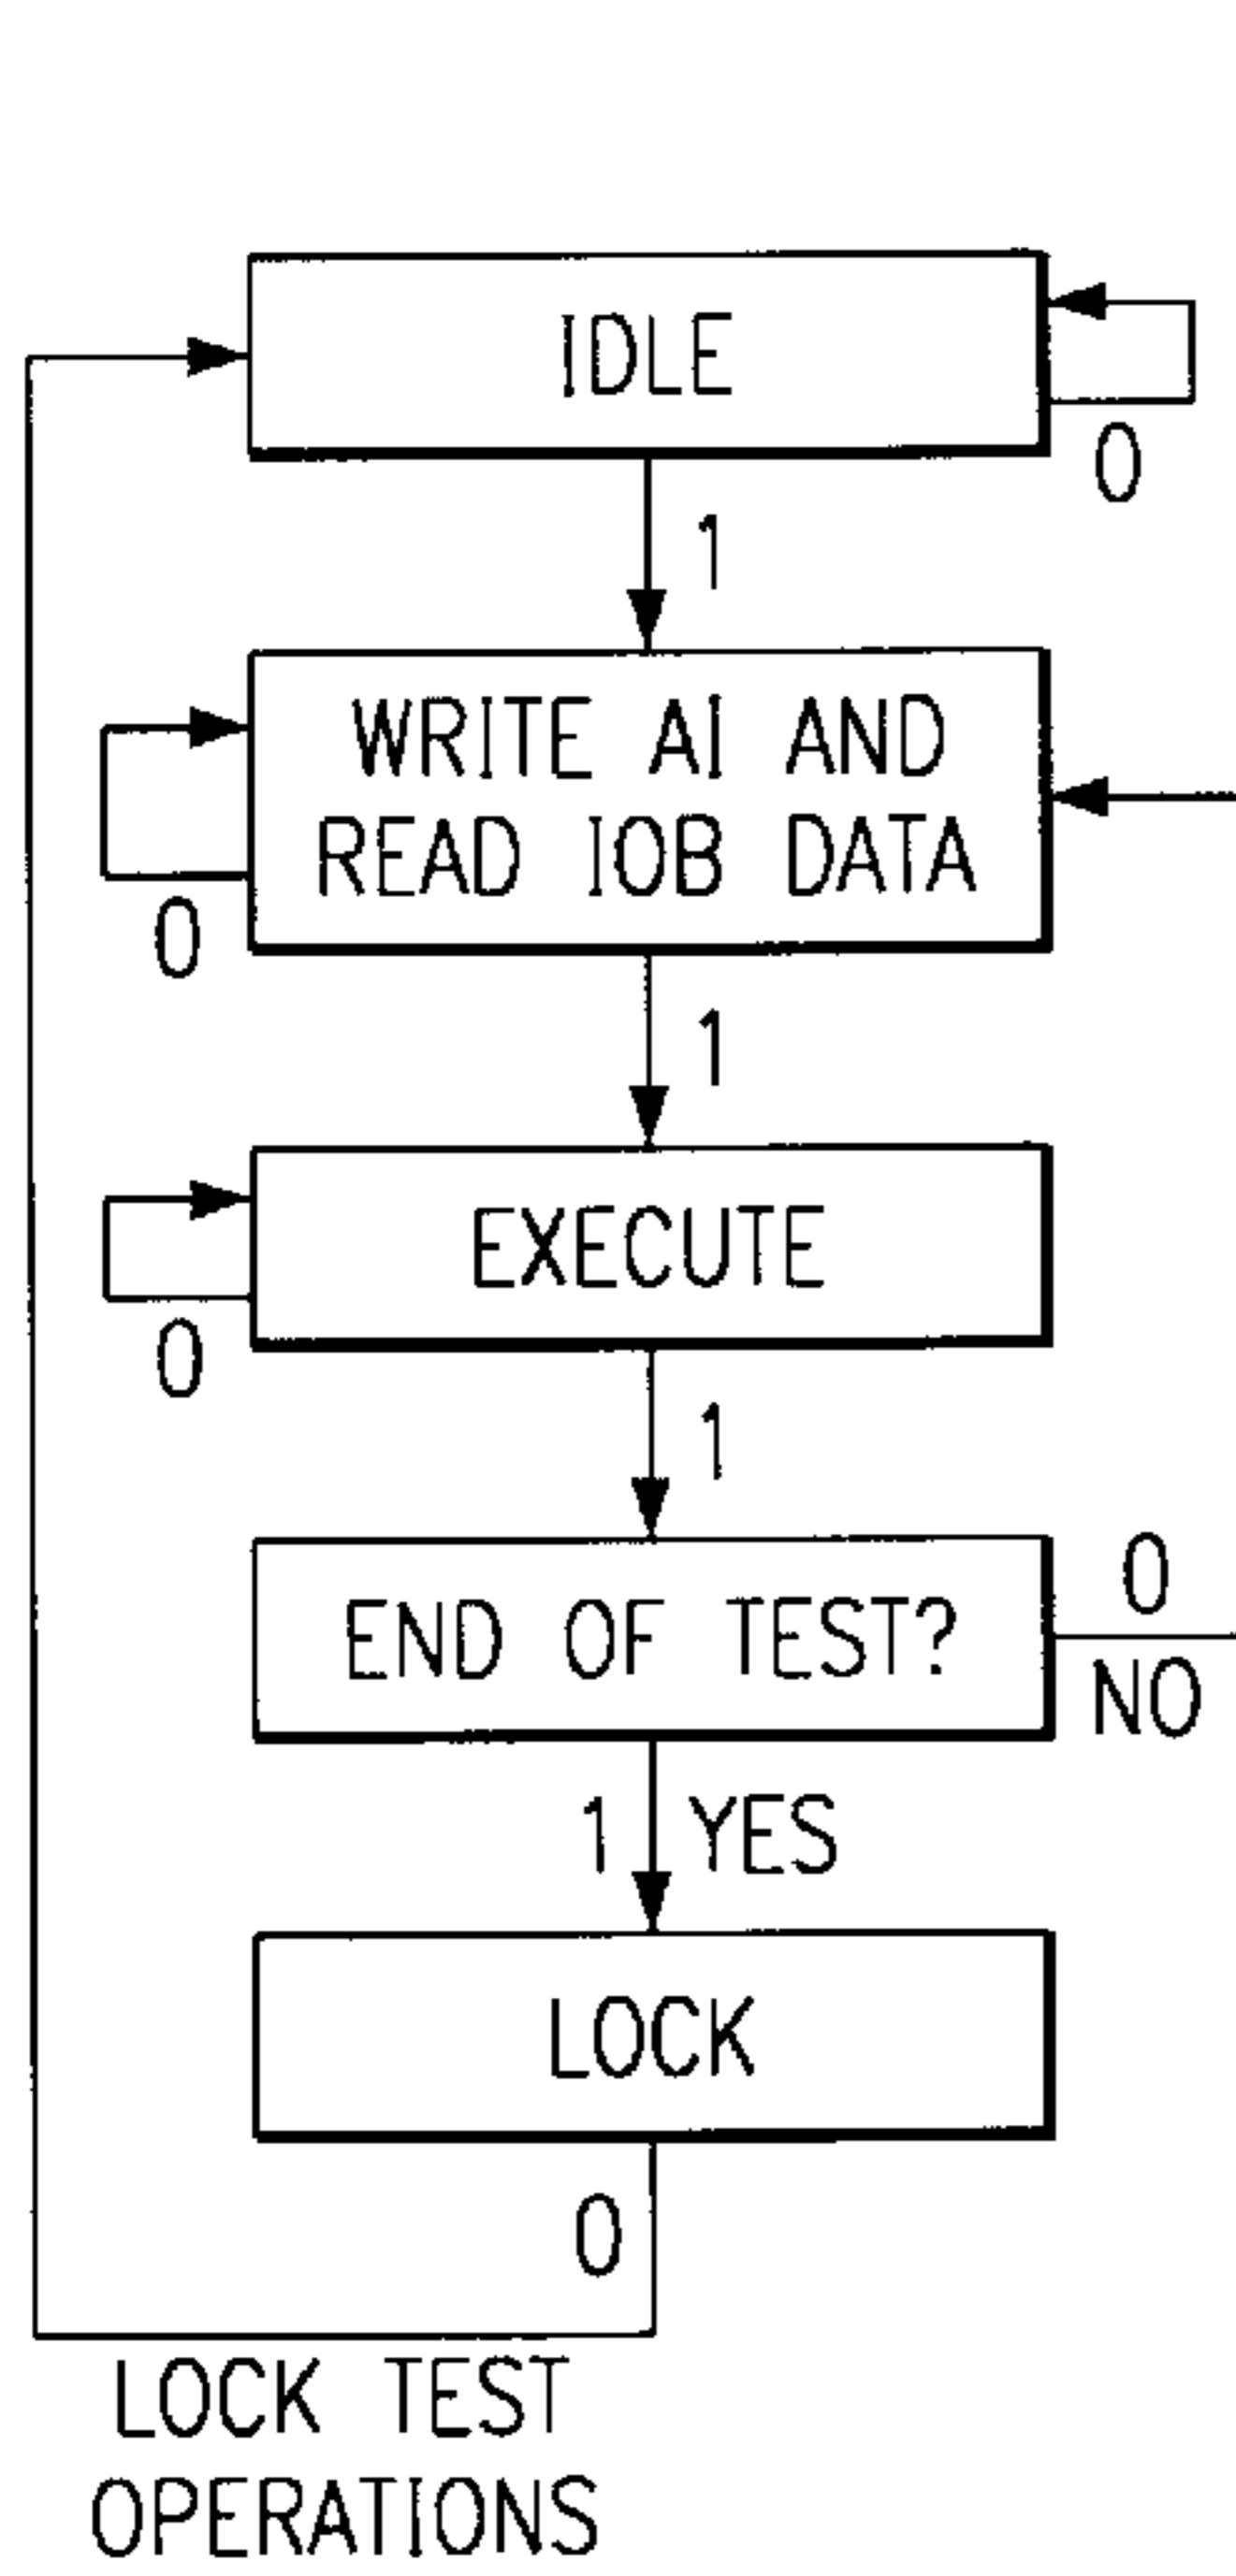 IDLE
0
1
WRITE AI AND
READ IOB DATA
0
1
EXECUTE
0
1
0
END OF TEST?
NO
1 YES
LOCK
0
LOCK TEST
OPERATIONS